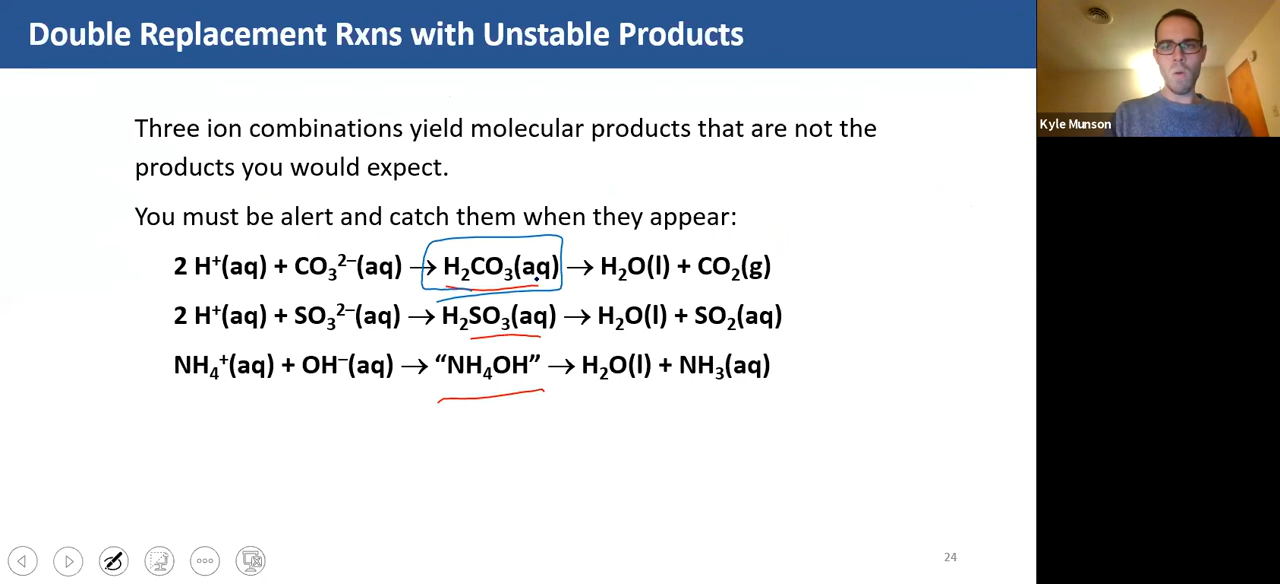 Double Replacement Rxns with Unstable Products
Three ion combinations yield molecular products that are not the
products you would expect.
You must be alert and catch them when they appear:
2 H⁺(aq) + CO₃²⁻(aq) → H₂CO₃(aq) → H₂O(l) + CO₂(g)
2 H⁺(aq) + SO₃²⁻(aq) → H₂SO₃(aq) → H₂O(l) + SO₂(aq)
NH₄⁺(aq) + OH⁻(aq) → “NH₄OH” → H₂O(l) + NH₃(aq)
24
Kyle Munson